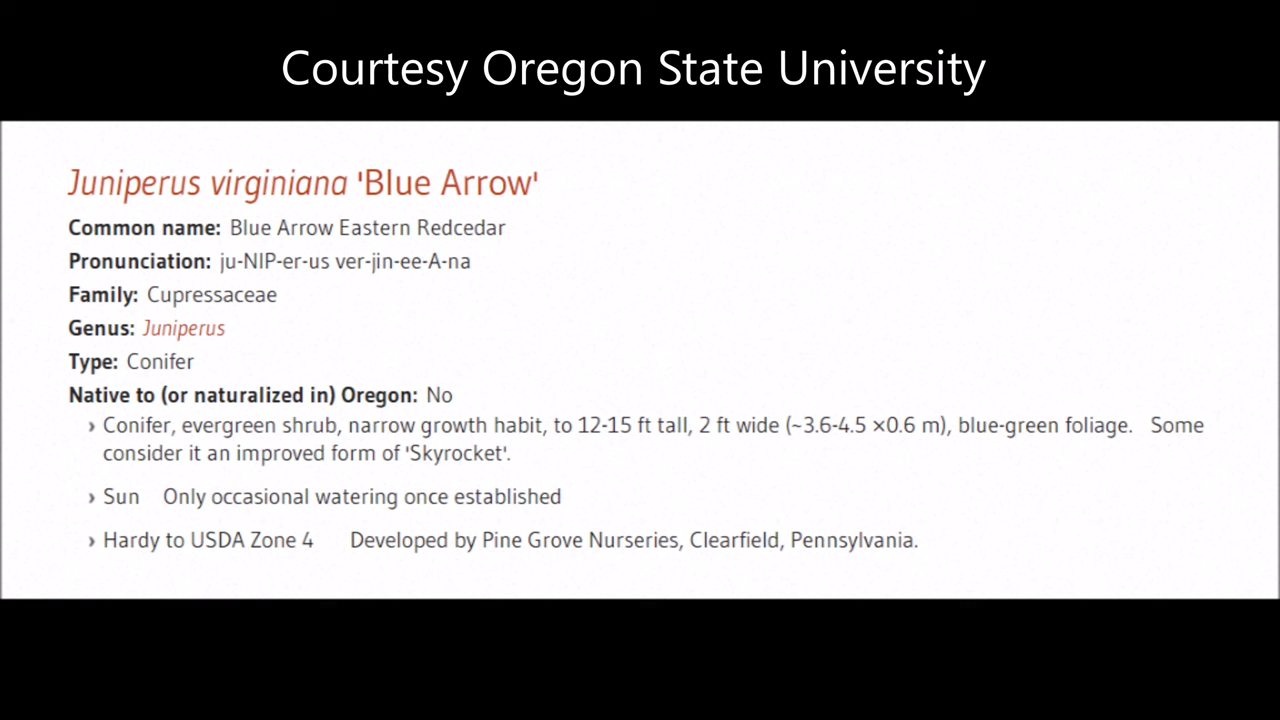 Courtesy Oregon State University
Juniperus virginiana 'Blue Arrow'
Common name: Blue Arrow Eastern Redcedar
Pronunciation: ju-NIP-er-us ver-jin-ee-A-na
Family: Cupressaceae
Genus: Juniperus
Type: Conifer
Native to (or naturalized in) Oregon: No
› Conifer, evergreen shrub, narrow growth habit, to 12-15 ft tall, 2 ft wide (~3.6-4.5 ×0.6 m), blue-green foliage. Some
consider it an improved form of 'Skyrocket'.
› Sun Only occasional watering once established
› Hardy to USDA Zone 4 Developed by Pine Grove Nurseries, Clearfield, Pennsylvania.